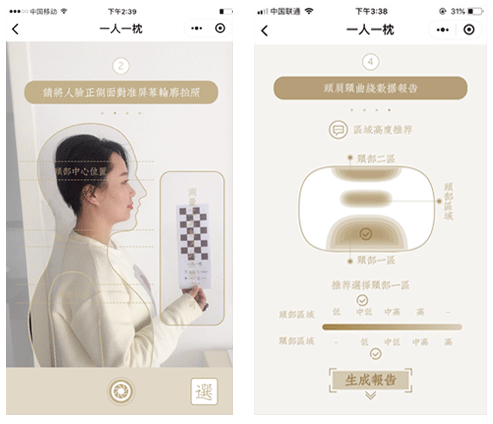 中国移动
下午2:39
一人一枕
2
請將人臉正側面對准屏幕輪廓拍照
頸部中心位置
選
中国联通
下午3:38
31%
一人一枕
4
頭肩頸曲綫數據報告
區域高度推荐
頸部二區
頭部區域
頸部一區
推荐選擇頸部一區
頭部區域 低 中低 中高 高 -
頸部區域 - 低 中低 中高 高
生成報告